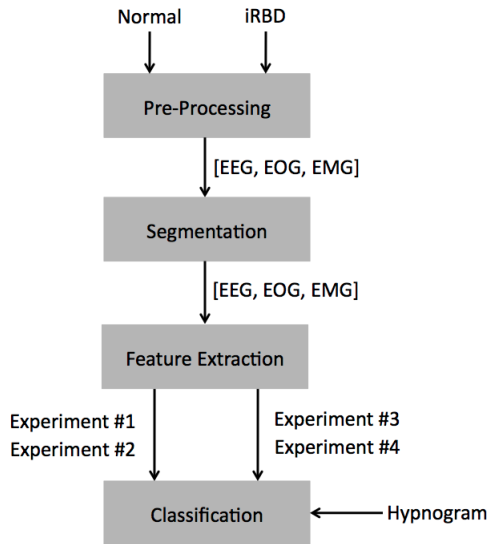 Normal
iRBD
Pre-Processing
[EEG, EOG, EMG]
Segmentation
[EEG, EOG, EMG]
Feature Extraction
Experiment #1
Experiment #2
Experiment #3
Experiment #4
Classification
Hypnogram